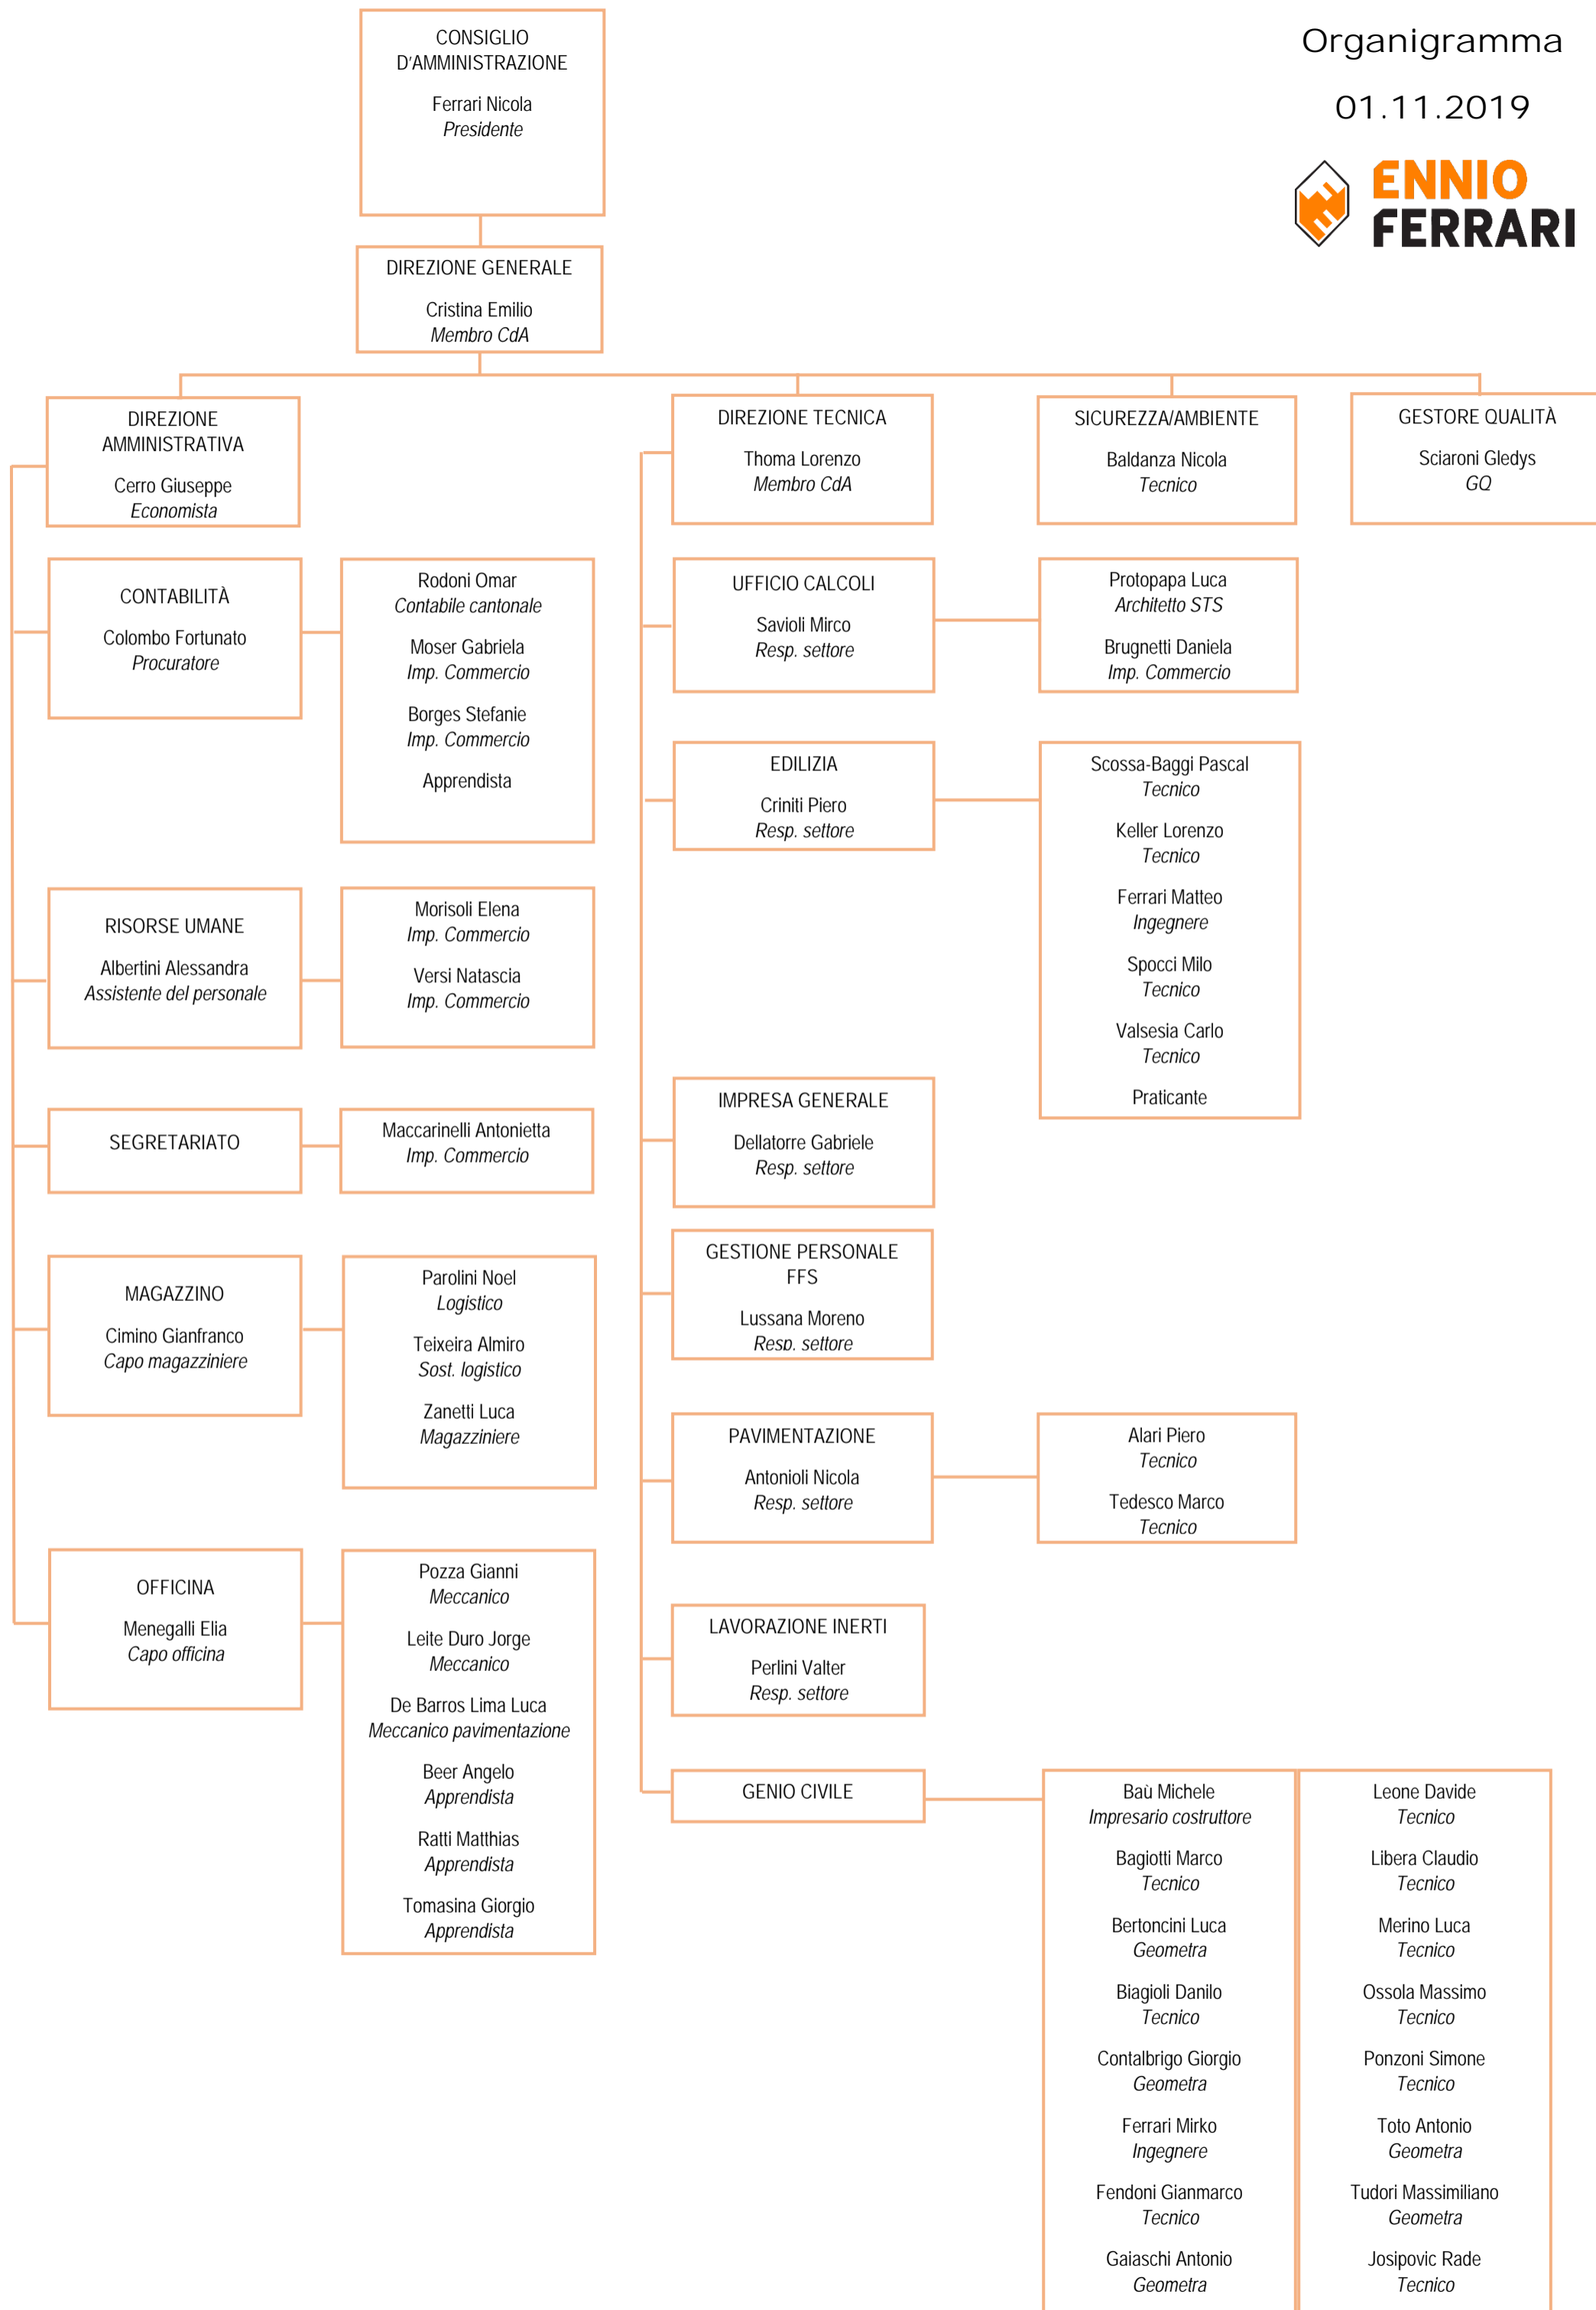 Organigramma
01.11.2019
ENNIO
FERRARI
CONSIGLIO
D'AMMINISTRAZIONE
Ferrari Nicola
Presidente
DIREZIONE GENERALE
Cristina Emilio
Membro CdA
DIREZIONE
AMMINISTRATIVA
Cerro Giuseppe
Economista
DIREZIONE TECNICA
Thoma Lorenzo
Membro CdA
SICUREZZA/AMBIENTE
Baldanza Nicola
Tecnico
GESTORE QUALITÀ
Sciaroni Gledys
GQ
CONTABILITÀ
Colombo Fortunato
Procuratore
Rodoni Omar
Contabile cantonale
Moser Gabriela
Imp. Commercio
Borges Stefanie
Imp. Commercio
Apprendista
RISORSE UMANE
Albertini Alessandra
Assistente del personale
Morisoli Elena
Imp. Commercio
Versi Natascia
Imp. Commercio
SEGRETARIATO
Maccarinelli Antonietta
Imp. Commercio
MAGAZZINO
Cimino Gianfranco
Capo magazziniere
Parolini Noel
Logistico
Teixeira Almiro
Sost. logistico
Zanetti Luca
Magazziniere
OFFICINA
Menegalli Elia
Capo officina
Pozza Gianni
Meccanico
Leite Duro Jorge
Meccanico
De Barros Lima Luca
Meccanico pavimentazione
Beer Angelo
Apprendista
Ratti Matthias
Apprendista
Tomasina Giorgio
Apprendista
UFFICIO CALCOLI
Savioli Mirco
Resp. settore
Protopapa Luca
Architetto STS
Brugnetti Daniela
Imp. Commercio
EDILIZIA
Criniti Piero
Resp. settore
Scossa-Baggi Pascal
Tecnico
Keller Lorenzo
Tecnico
Ferrari Matteo
Ingegnere
Spocci Milo
Tecnico
Valsesia Carlo
Tecnico
Praticante
IMPRESA GENERALE
Dellatorre Gabriele
Resp. settore
GESTIONE PERSONALE
FFS
Lussana Moreno
Resp. settore
PAVIMENTAZIONE
Antonioli Nicola
Resp. settore
Alari Piero
Tecnico
Tedesco Marco
Tecnico
LAVORAZIONE INERTI
Perlini Valter
Resp. settore
GENIO CIVILE
Baù Michele
Impresario costruttore
Bagiotti Marco
Tecnico
Bertoncini Luca
Geometra
Biagioli Danilo
Tecnico
Contalbrigo Giorgio
Geometra
Ferrari Mirko
Ingegnere
Fendoni Gianmarco
Tecnico
Gaiaschi Antonio
Geometra
Leone Davide
Tecnico
Libera Claudio
Tecnico
Merino Luca
Tecnico
Ossola Massimo
Tecnico
Ponzoni Simone
Tecnico
Toto Antonio
Geometra
Tudori Massimiliano
Geometra
Josipovic Rade
Tecnico